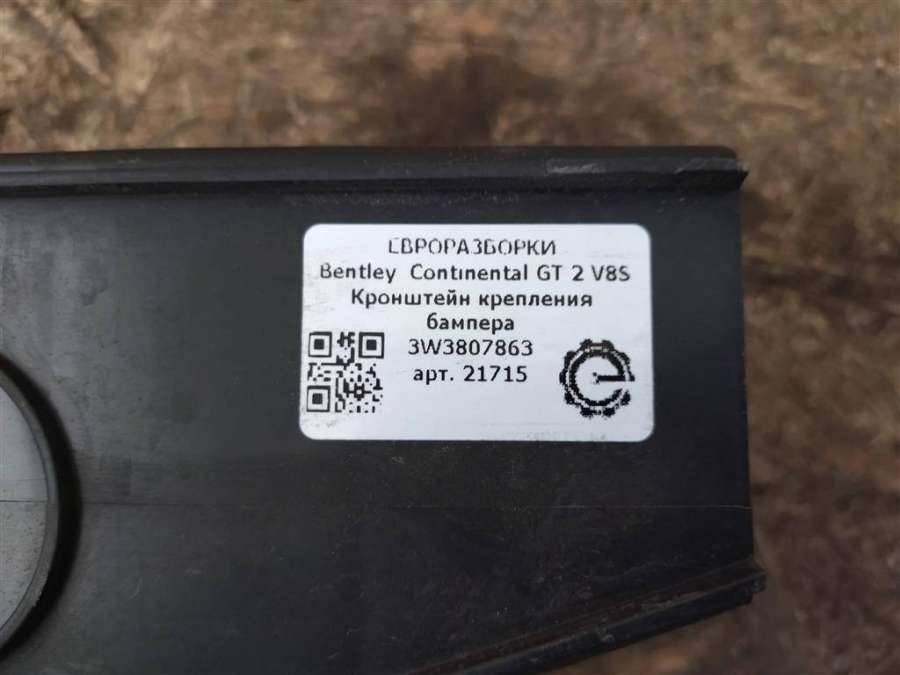 ЕВРОРАЗБОРКИ
Bentley Continental GT 2 V8S
Кронштейн крепления
бампера
3W3807863
арт. 21715